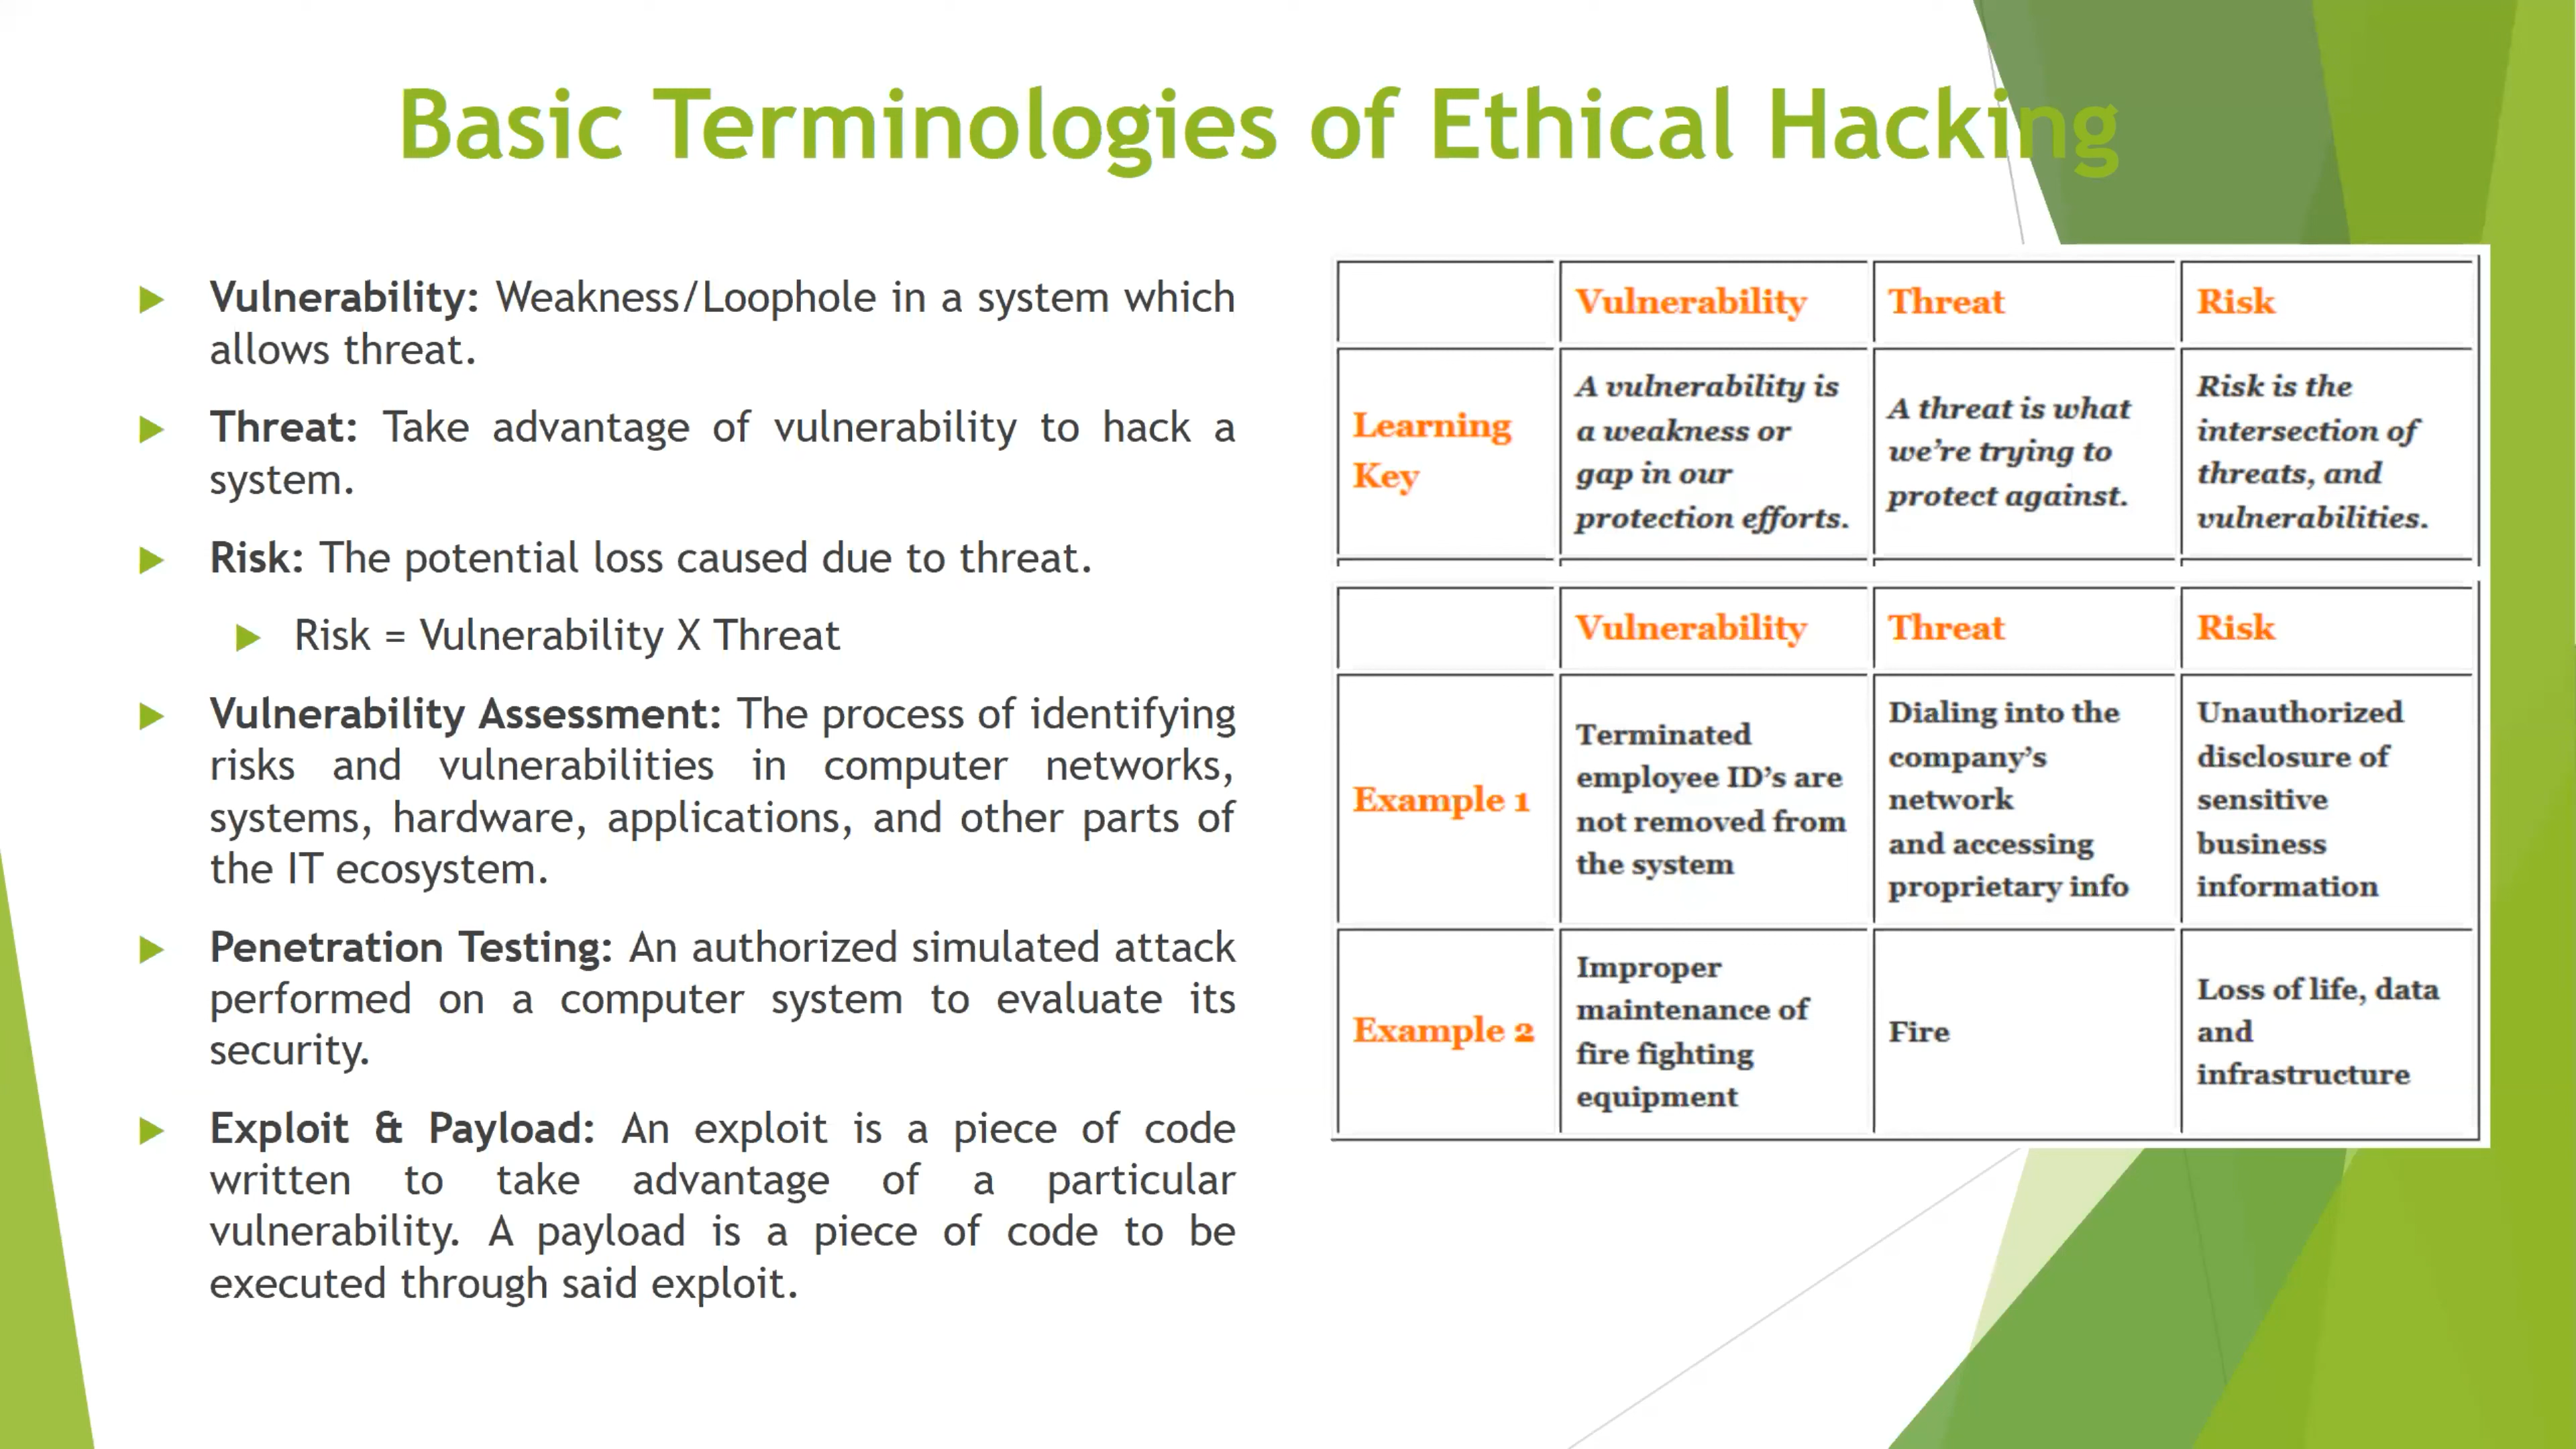 Basic Terminologies of Ethical Hacking
Vulnerability: Weakness/Loophole in a system which
allows threat.
Threat: Take advantage of vulnerability to hack a
system.
Risk: The potential loss caused due to threat.
Risk = Vulnerability X Threat
Vulnerability Assessment: The process of identifying
risks and vulnerabilities in computer networks,
systems, hardware, applications, and other parts of
the IT ecosystem.
Penetration Testing: An authorized simulated attack
performed on a computer system to evaluate its
security.
Exploit & Payload: An exploit is a piece of code
written to take advantage of a particular
vulnerability. A payload is a piece of code to be
executed through said exploit.
Vulnerability
Threat
Risk
Learning
Key
A vulnerability is
a weakness or
gap in our
protection efforts.
A threat is what
we're trying to
protect against.
Risk is the
intersection of
threats, and
vulnerabilities.
Vulnerability
Threat
Risk
Example 1
Terminated
employee ID's are
not removed from
the system
Dialing into the
company's
network
and accessing
proprietary info
Unauthorized
disclosure of
sensitive
business
information
Example 2
Improper
maintenance of
fire fighting
equipment
Fire
Loss of life, data
and
infrastructure